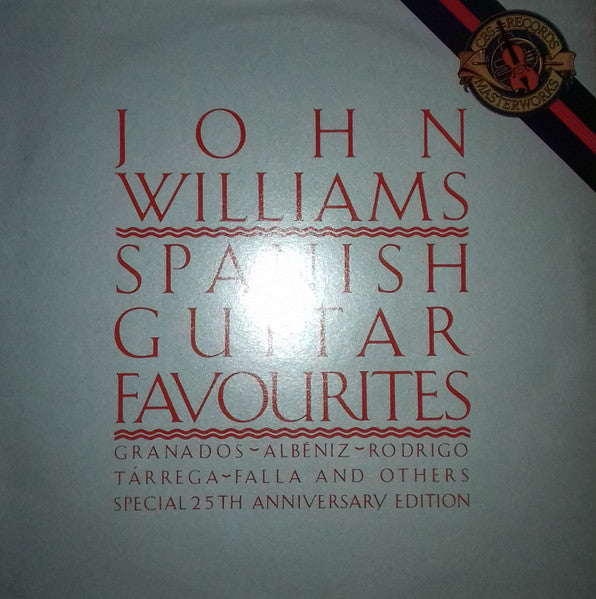 CBS RECORDS
MASTERWORKS
JOHN
WILLIAMS
SPANISH
GUITAR
FAVOURITES
GRANADOS~ALBÉNIZ~RODRIGO
TÁRREGA~FALLA AND OTHERS
SPECIAL 25TH ANNIVERSARY EDITION